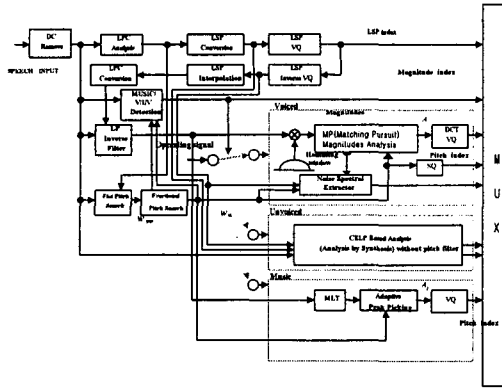 DC
Remove
LPC
Analysis
LSP
Conversion
LSP
VQ
LSP index
SPEECH INPUT
LPC
Conversion
LSP
Interpolation
LSP
Inverse VQ
Magnitude index
MUSIC/
V/UV
Detection
Voiced
Magnitudes
LP
Inverse
Filter
Operating signal
MP(Matching Pursuit)
Magnitudes Analysis
DCT
VQ
Hamming
window
Pitch index
NQ
Noise Spectral
Extractor
Pitch
Search
Fractional
Pitch Search
Unvoiced
CELP Based Analysis
(Analysis by Synthesis) without pitch filter
Music
MLT
Adaptive
Peak Picking
VQ
Pitch index
M
U
X